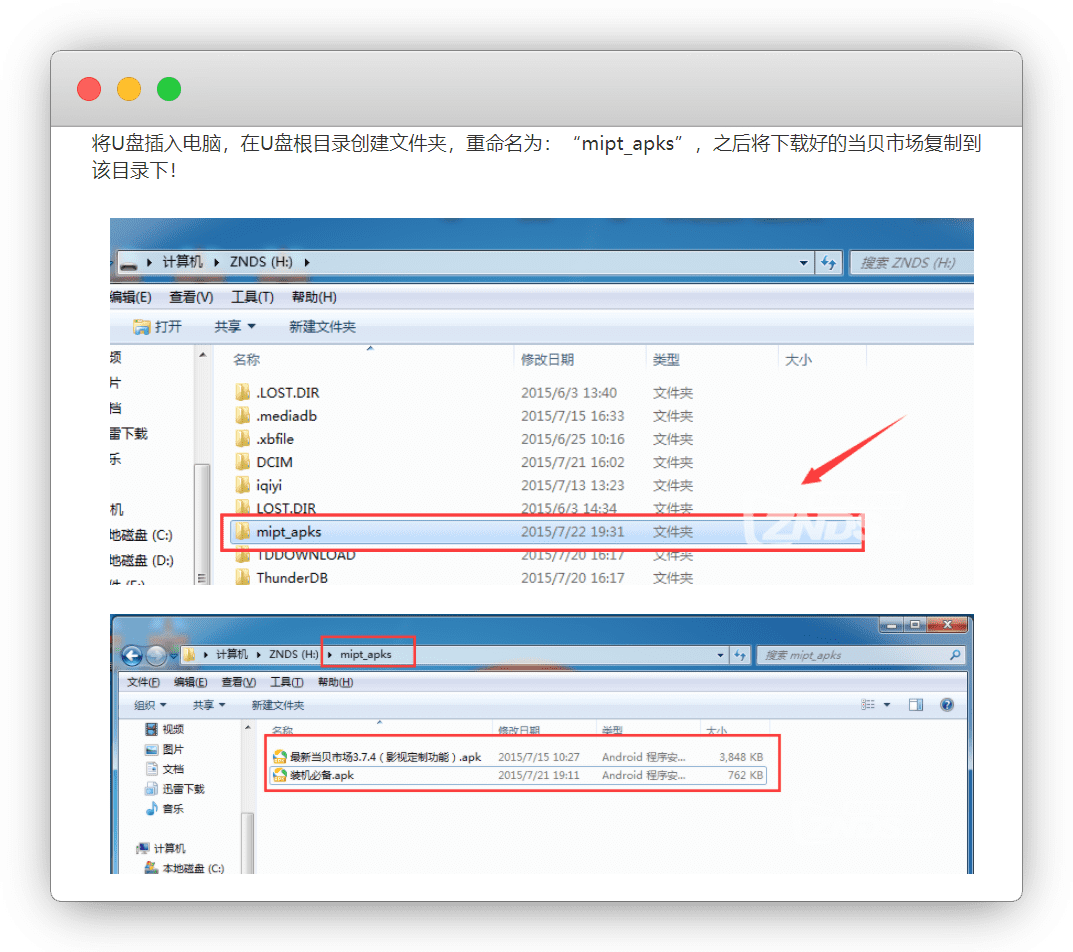 将U盘插入电脑，在U盘根目录创建文件夹，重命名为：“mipt_apks”，之后将下载好的当贝市场复制到
该目录下！
计算机 ZNDS (H:) 搜索 ZNDS (H:)
编辑(E) 查看(V) 工具(T) 帮助(H)
打开 共享 新建文件夹
名称 修改日期 类型 大小
频
片
档
雷下载
乐
机
地磁盘 (C:)
地磁盘 (D:)
.LOST.DIR 2015/6/3 13:40 文件夹
.mediadb 2015/7/15 16:33 文件夹
.xbfile 2015/6/25 10:16 文件夹
DCIM 2015/7/21 16:02 文件夹
iqiyi 2015/7/13 13:23 文件夹
LOST.DIR 2015/6/3 14:34 文件夹
mipt_apks 2015/7/22 19:31 文件夹
TDDOWNLOAD 2015/7/20 16:17 文件夹
ThunderDB 2015/7/20 16:17 文件夹
ZNDS
计算机 ZNDS (H:) mipt_apks 搜索 mipt_apks
文件(F) 编辑(E) 查看(V) 工具(T) 帮助(H)
组织 共享 新建文件夹
视频
图片
文档
迅雷下载
音乐
计算机
本地磁盘 (C:)
名称 修改日期 类型 大小
最新当贝市场3.7.4（影视定制功能）.apk 2015/7/15 10:27 Android 程序安... 3,848 KB
装机必备.apk 2015/7/21 19:11 Android 程序安... 762 KB